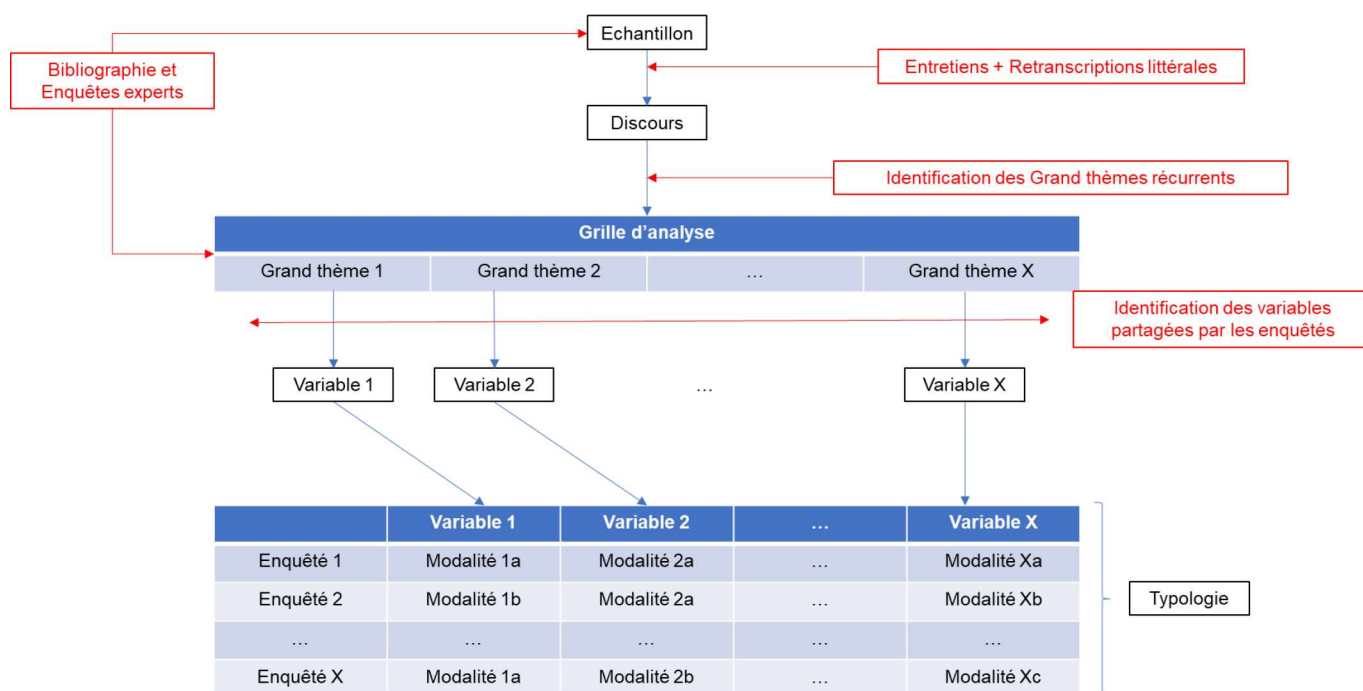 Echantillon
Bibliographie et
Enquêtes experts
Entretiens + Retranscriptions littérales
Discours
Identification des Grand thèmes récurrents
Grille d’analyse
Grand thème 1 Grand thème 2 … Grand thème X
Identification des variables
partagées par les enquêtés
Variable 1 Variable 2 … Variable X
Variable 1 Variable 2 … Variable X
Enquêté 1 Modalité 1a Modalité 2a … Modalité Xa
Enquêté 2 Modalité 1b Modalité 2a … Modalité Xb
Typologie
… … … … …
Enquêté X Modalité 1a Modalité 2b … Modalité Xc